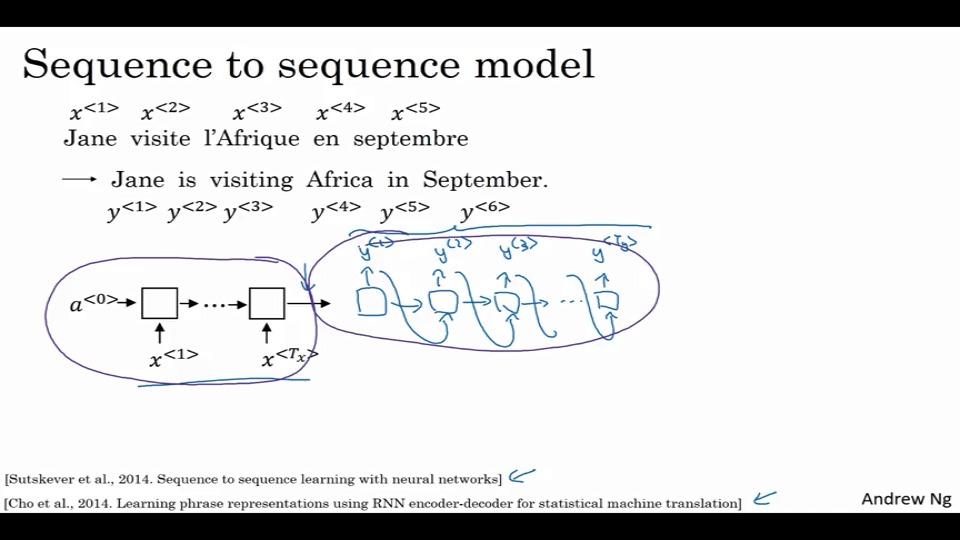 Sequence to sequence model
x<1> x<2> x<3> x<4> x<5>
Jane visite l'Afrique en septembre
→ Jane is visiting Africa in September.
y<1> y<2> y<3> y<4> y<5> y<6>
y<1> y<2> y<3> y<Ty>
a<0> → → ... → → → → ...
x<1> x<Tx>
[Sutskever et al., 2014. Sequence to sequence learning with neural networks]
[Cho et al., 2014. Learning phrase representations using RNN encoder-decoder for statistical machine translation]
Andrew Ng